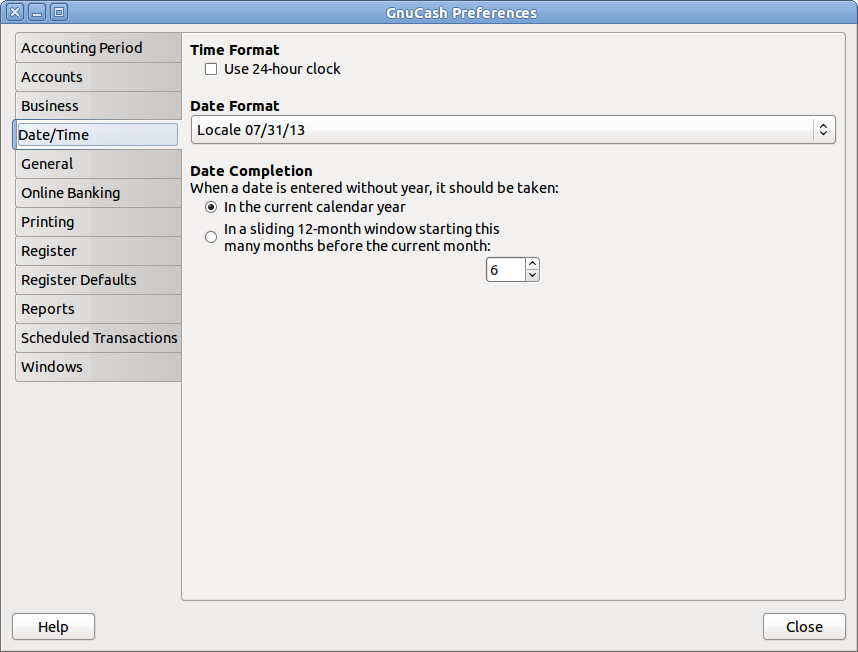 GnuCash Preferences
Accounting Period
Accounts
Business
Date/Time
General
Online Banking
Printing
Register
Register Defaults
Reports
Scheduled Transactions
Windows
Time Format
Use 24-hour clock
Date Format
Locale 07/31/13
Date Completion
When a date is entered without year, it should be taken:
In the current calendar year
In a sliding 12-month window starting this
many months before the current month:
6
Help
Close